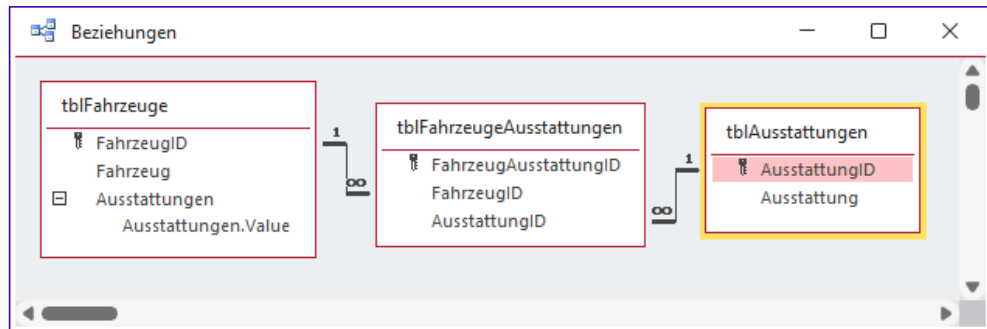 Beziehungen
tblFahrzeuge
FahrzeugID
Fahrzeug
Ausstattungen
Ausstattungen.Value
1
∞
tblFahrzeugeAusstattungen
FahrzeugAusstattungID
FahrzeugID
AusstattungID
1
∞
tblAusstattungen
AusstattungID
Ausstattung